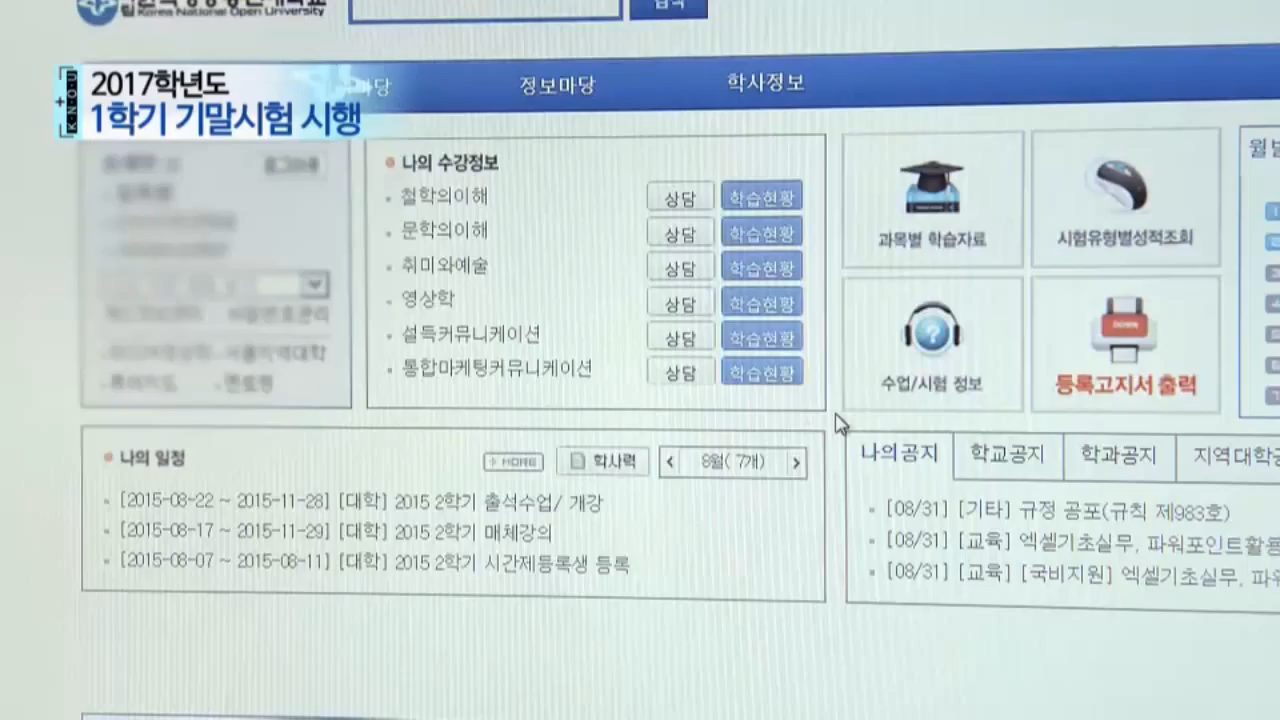 Korea National Open University
2017학년도
1학기 기말시험 시행
K·N·O·U
정보마당
학사정보
나의 수강정보
철학의이해 상담 학습현황
문학의이해 상담 학습현황
취미와예술 상담 학습현황
영상학 상담 학습현황
설득커뮤니케이션 상담 학습현황
통합마케팅커뮤니케이션 상담 학습현황
과목별 학습자료
시험유형별성적조회
수업/시험 정보
DOWN
등록고지서 출력
나의 일정 + MORE 학사력 < 8월( 7개) >
[2015-08-22 ~ 2015-11-28] [대학] 2015 2학기 출석수업/ 개강
[2015-08-17 ~ 2015-11-29] [대학] 2015 2학기 매체강의
[2015-08-07 ~ 2015-08-11] [대학] 2015 2학기 시간제등록생 등록
나의공지 학교공지 학과공지 지역대학
[08/31] [기타] 규정 공포(규칙 제983호)
[08/31] [교육] 엑셀기초실무, 파워포인트활용
[08/31] [교육] [국비지원] 엑셀기초실무, 파워